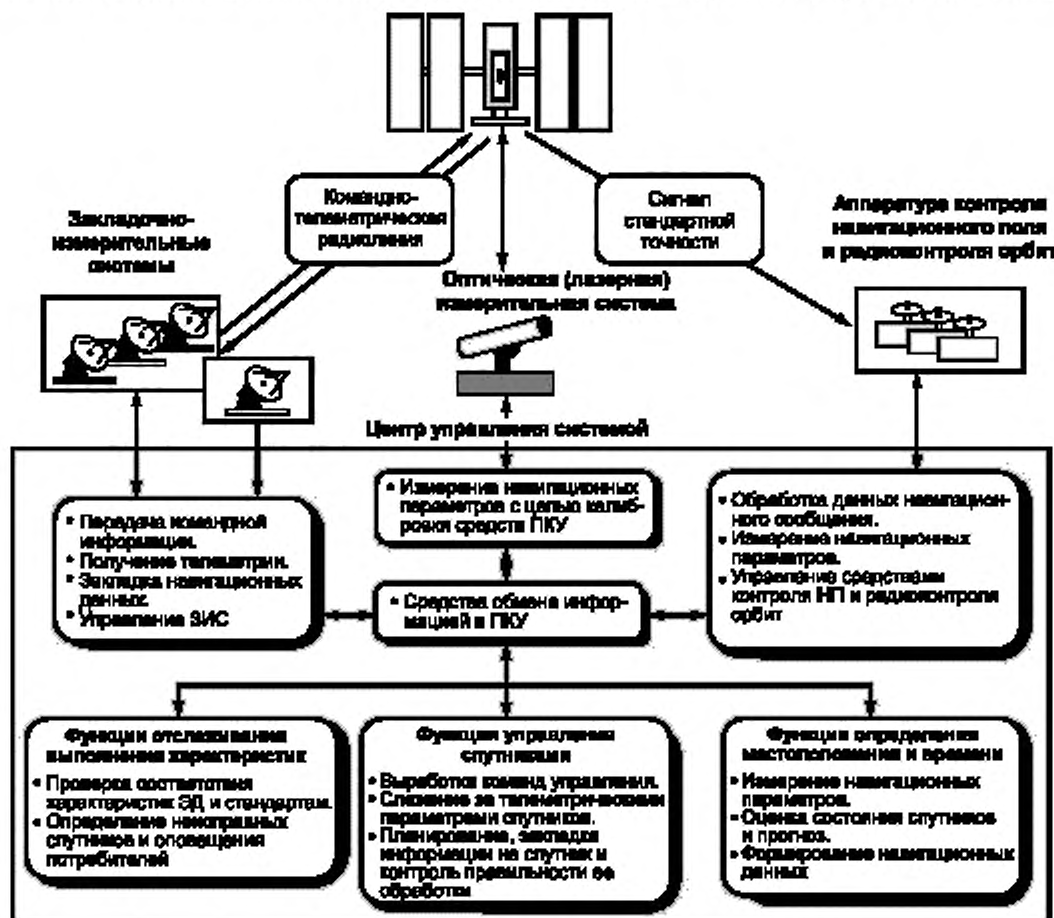 Командно-
телеметрическая
радиолиния
Сигнал
стандартной
точности
Закладочно-
измерительные
системы
Аппаратура контроля
навигационного поля
и радиоконтроля орбит
Оптическая (лазерная)
измерительная система
Центр управления системой
• Передача командной
информации.
• Получение телеметрии.
• Закладка навигационных
данных.
• Управление ЗИС
• Измерение навигационных
параметров с целью калиб-
ровки средств ПКУ
• Средства обмена инфор-
мацией в ПКУ
• Обработка данных навигацион-
ного сообщения.
• Измерение навигационных
параметров.
• Управление средствами
контроля НП и радиоконтроля
орбит
Функции отслеживания
выполнения характеристик
• Проверка соответствия
характеристик ЭД и стандартам.
• Определение неисправных
спутников и оповещения
потребителей
Функция управления
спутниками
• Выработка команд управления.
• Слежение за телеметрическими
параметрами спутников.
• Планирование, закладка
информации на спутник и
контроль правильности ее
обработки
Функции определения
местоположения и времени
• Измерение навигационных
параметров.
• Оценка состояния спутников
и прогноз.
• Формирование навигационных
данных